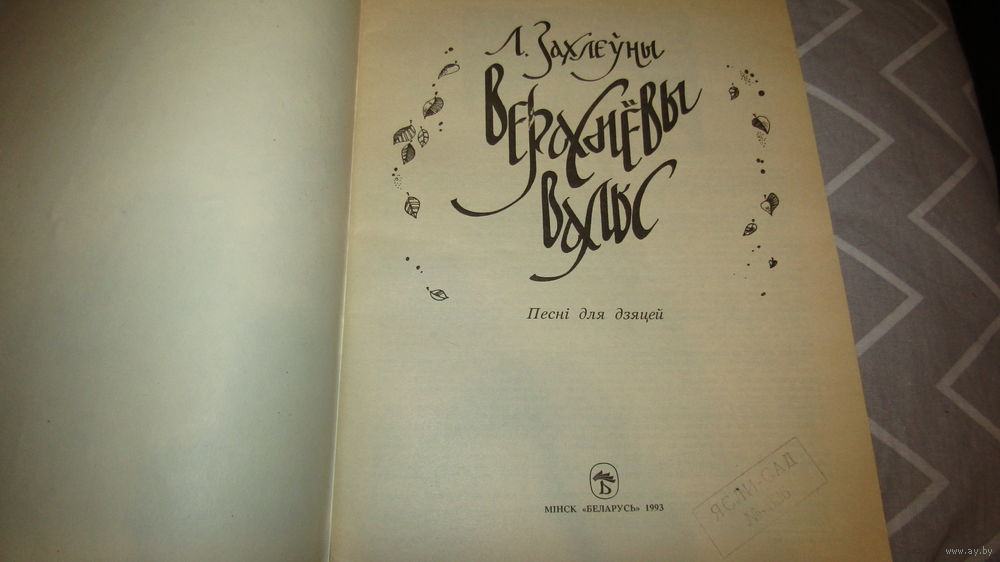 Л. Захлеўны
Верхнёвы
вальс
Песні для дзяцей
Б
МІНСК «БЕЛАРУСЬ» 1993
ЯСЛИ-САД
www.ay.by